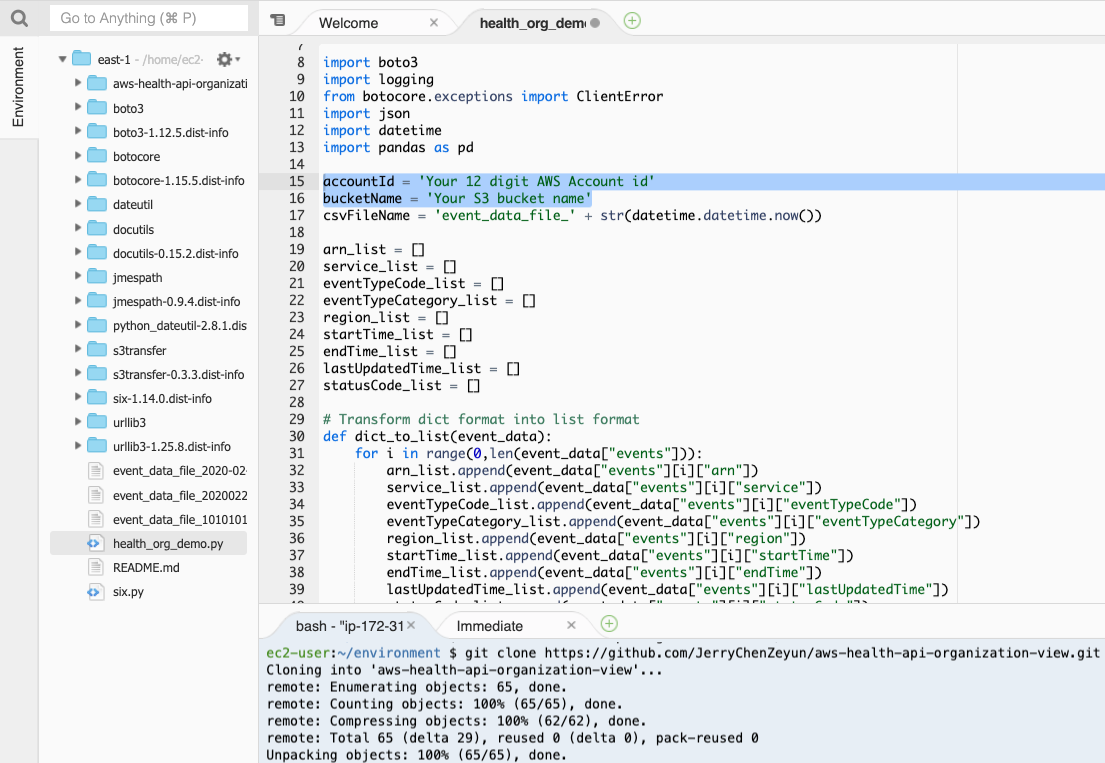 Go to Anything (⌘ P)
Environment
east-1 - /home/ec2-
aws-health-api-organizati
boto3
boto3-1.12.5.dist-info
botocore
botocore-1.15.5.dist-info
dateutil
docutils
docutils-0.15.2.dist-info
jmespath
jmespath-0.9.4.dist-info
python_dateutil-2.8.1.dis
s3transfer
s3transfer-0.3.3.dist-info
six-1.14.0.dist-info
urllib3
urllib3-1.25.8.dist-info
event_data_file_2020-02-
event_data_file_2020022
event_data_file_1010101
health_org_demo.py
README.md
six.py
Welcome
health_org_demo
7
8 import boto3
9 import logging
10 from botocore.exceptions import ClientError
11 import json
12 import datetime
13 import pandas as pd
14
15 accountId = 'Your 12 digit AWS Account id'
16 bucketName = 'Your S3 bucket name'
17 csvFileName = 'event_data_file_' + str(datetime.datetime.now())
18
19 arn_list = []
20 service_list = []
21 eventTypeCode_list = []
22 eventTypeCategory_list = []
23 region_list = []
24 startTime_list = []
25 endTime_list = []
26 lastUpdatedTime_list = []
27 statusCode_list = []
28
29 # Transform dict format into list format
30 def dict_to_list(event_data):
31 for i in range(0,len(event_data["events"])):
32 arn_list.append(event_data["events"][i]["arn"])
33 service_list.append(event_data["events"][i]["service"])
34 eventTypeCode_list.append(event_data["events"][i]["eventTypeCode"])
35 eventTypeCategory_list.append(event_data["events"][i]["eventTypeCategory"])
36 region_list.append(event_data["events"][i]["region"])
37 startTime_list.append(event_data["events"][i]["startTime"])
38 endTime_list.append(event_data["events"][i]["endTime"])
39 lastUpdatedTime_list.append(event_data["events"][i]["lastUpdatedTime"])
bash - "ip-172-31
Immediate
ec2-user:~/environment $ git clone https://github.com/JerryChenZeyun/aws-health-api-organization-view.git
Cloning into 'aws-health-api-organization-view'...
remote: Enumerating objects: 65, done.
remote: Counting objects: 100% (65/65), done.
remote: Compressing objects: 100% (62/62), done.
remote: Total 65 (delta 29), reused 0 (delta 0), pack-reused 0
Unpacking objects: 100% (65/65), done.